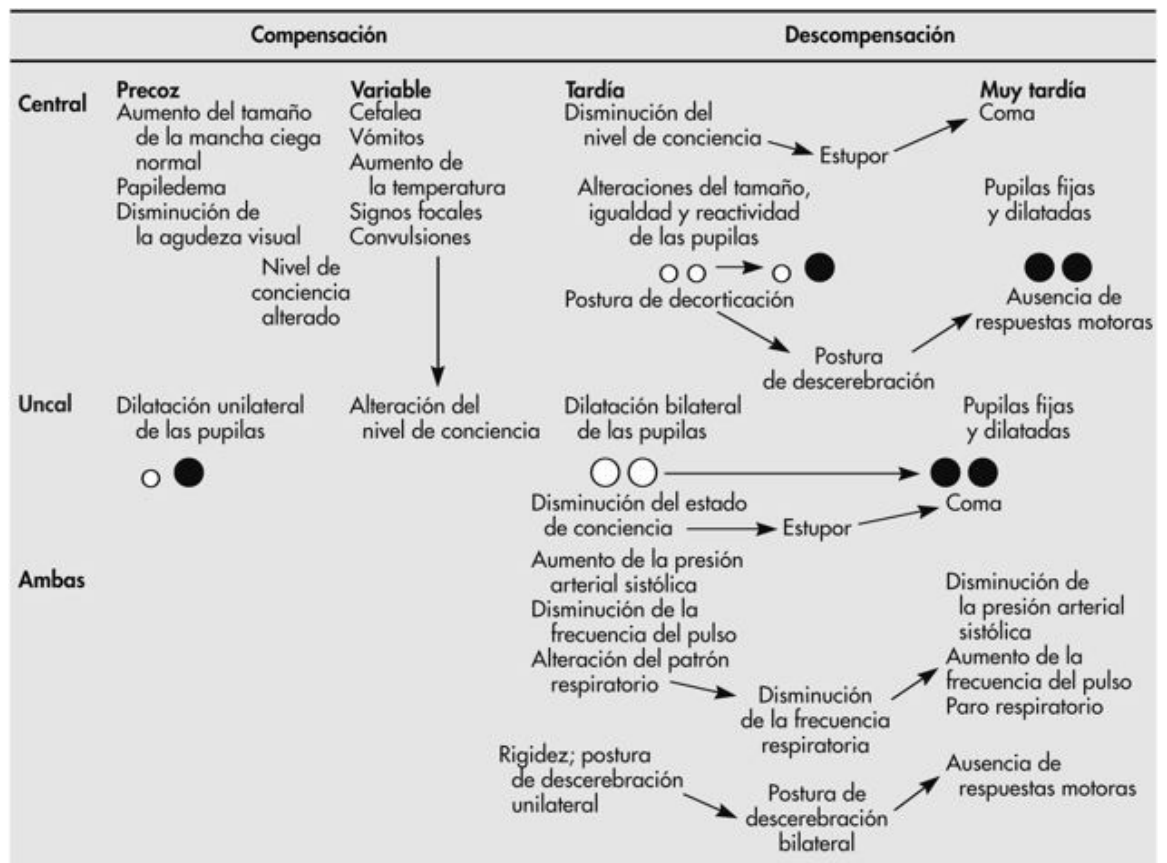 Compensación
Descompensación
Central
Precoz
Aumento del tamaño
de la mancha ciega
normal
Papiledema
Disminución de
la agudeza visual
Nivel de
conciencia
alterado
Variable
Cefalea
Vómitos
Aumento de
la temperatura
Signos focales
Convulsiones
Tardía
Disminución del
nivel de conciencia
Estupor
Alteraciones del tamaño,
igualdad y reactividad
de las pupilas
Postura de decorticación
Postura
de descerebración
Muy tardía
Coma
Pupilas fijas
y dilatadas
Ausencia de
respuestas motoras
Uncal
Dilatación unilateral
de las pupilas
Alteración del
nivel de conciencia
Dilatación bilateral
de las pupilas
Pupilas fijas
y dilatadas
Disminución del estado
de conciencia
Estupor
Coma
Ambas
Aumento de la presión
arterial sistólica
Disminución de la
frecuencia del pulso
Alteración del patrón
respiratorio
Disminución
de la frecuencia
respiratoria
Disminución de
la presión arterial
sistólica
Aumento de la
frecuencia del pulso
Paro respiratorio
Rigidez; postura
de descerebración
unilateral
Postura de
descerebración
bilateral
Ausencia de
respuestas motoras